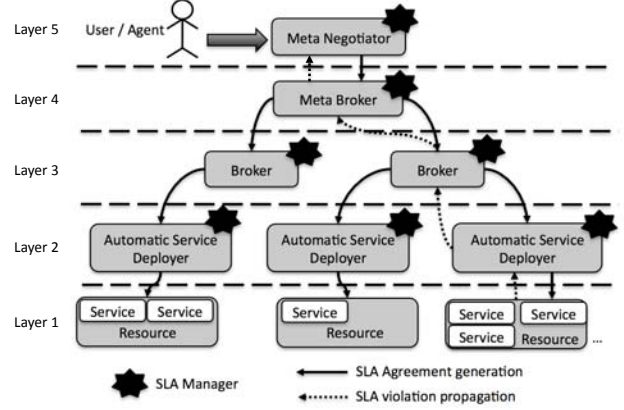 Layer 5
User / Agent
Meta Negotiator
Layer 4
Meta Broker
Layer 3
Broker
Broker
Layer 2
Automatic Service
Deployer
Automatic Service
Deployer
Automatic Service
Deployer
Layer 1
Service
Service
Resource
Service
Resource
Service
Service
Service
Resource
...
SLA Manager
SLA Agreement generation
SLA violation propagation